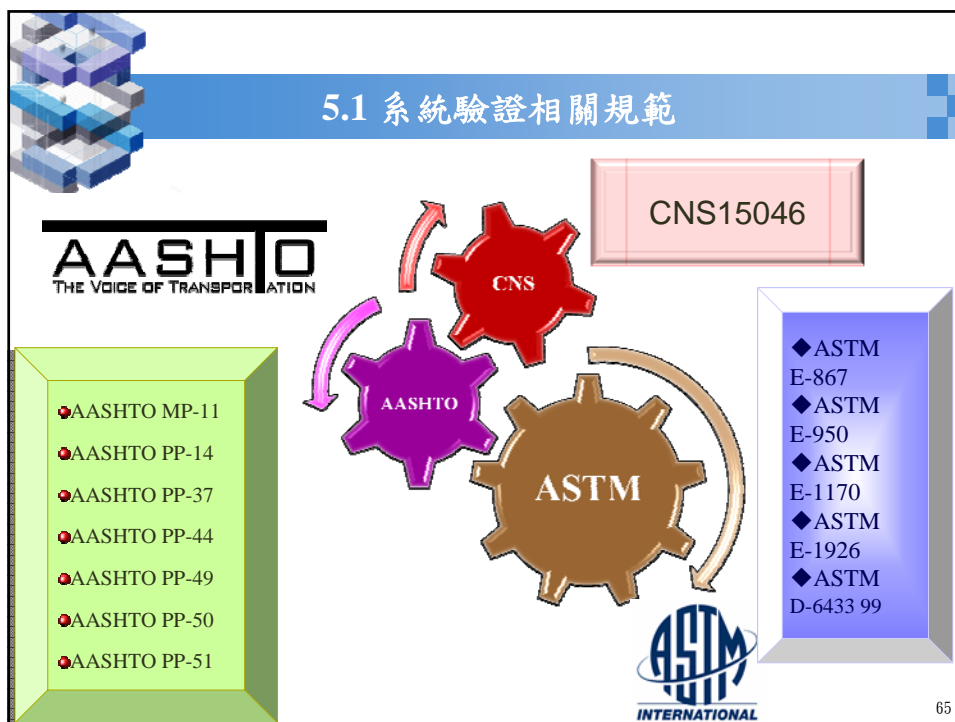 5.1 系統驗證相關規範
AASHTO
THE VOICE OF TRANSPORTATION
CNS15046
CNS
AASHTO
ASTM
AASHTO MP-11
AASHTO PP-14
AASHTO PP-37
AASHTO PP-44
AASHTO PP-49
AASHTO PP-50
AASHTO PP-51
◆ASTM
E-867
◆ASTM
E-950
◆ASTM
E-1170
◆ASTM
E-1926
◆ASTM
D-6433 99
ASTM
INTERNATIONAL
65